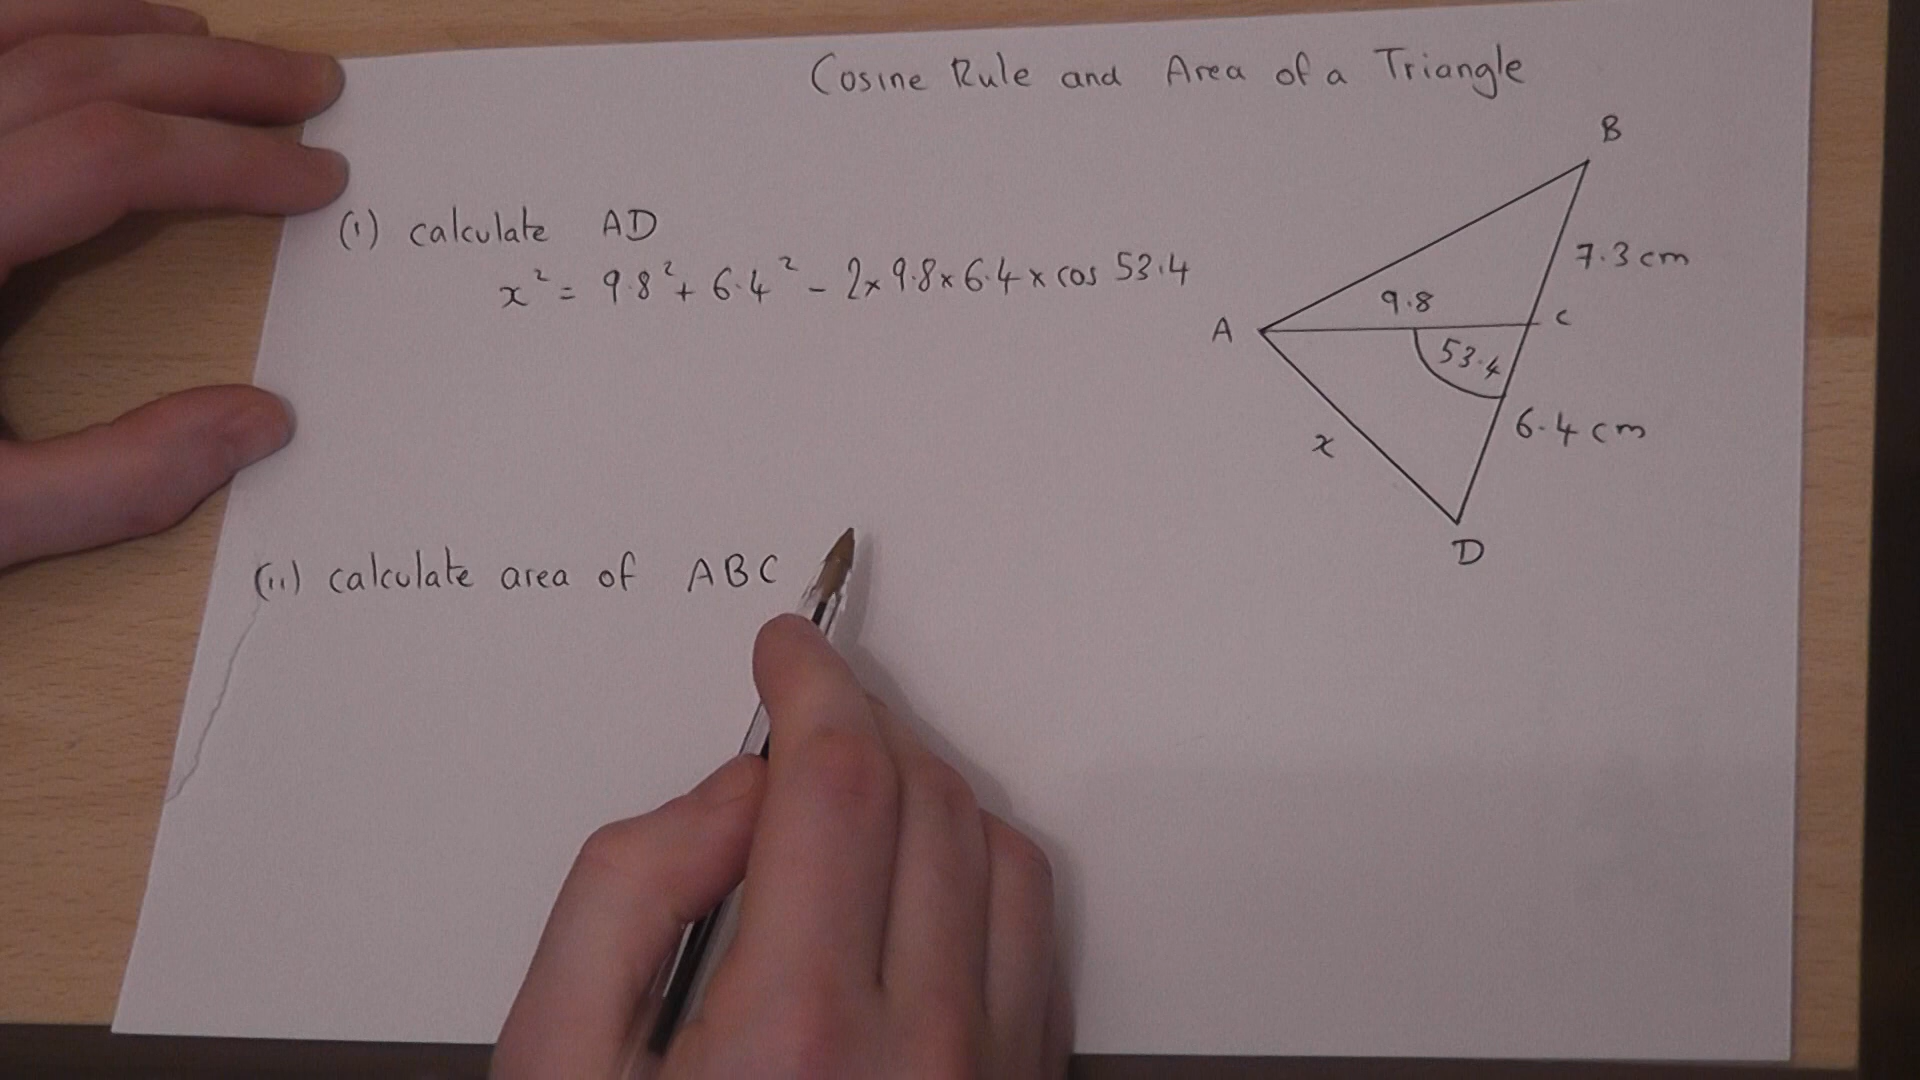 Cosine Rule and Area of a Triangle
(i) calculate AD
x² = 9.8² + 6.4² - 2 × 9.8 × 6.4 × cos 53.4
(ii) calculate area of ABC
B
7.3 cm
9.8
A
C
53.4
6.4 cm
x
D